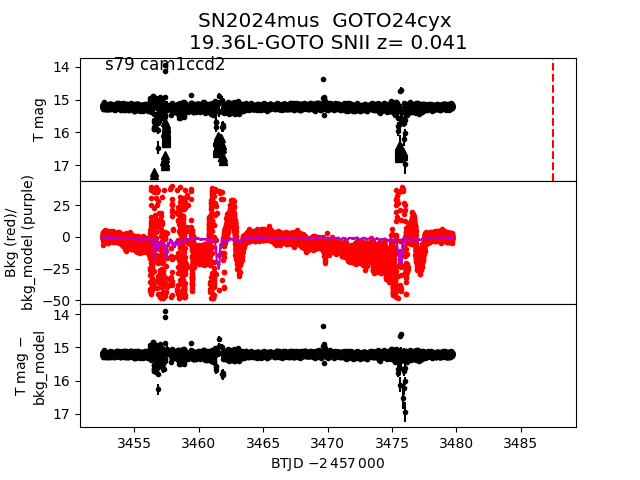 SN2024mus  GOTO24cyx
19.36L-GOTO SNII z= 0.041
s79 cam1ccd2
14
15
16
17
T mag
25
0
−25
−50
Bkg (red)/
bkg_model (purple)
14
15
16
17
T mag −
bkg_model
3455 3460 3465 3470 3475 3480 3485
BTJD −2 457 000